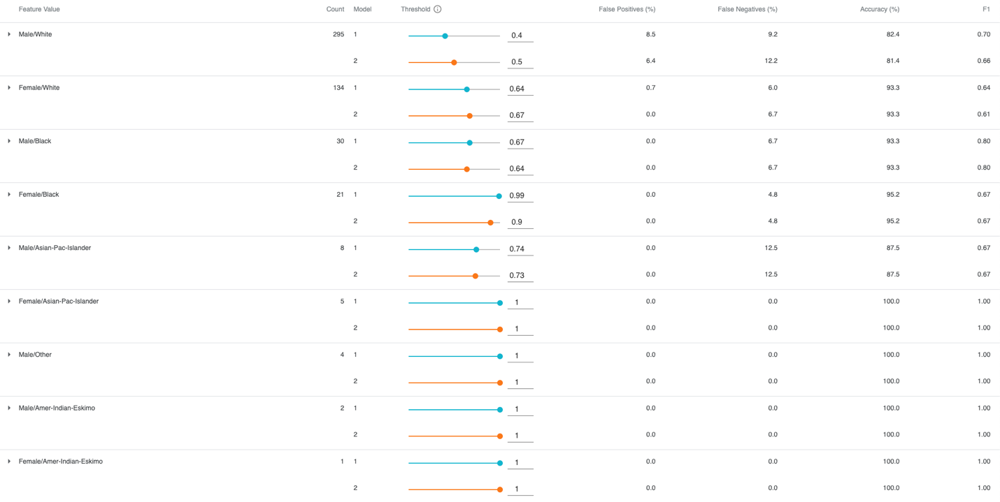 Feature Value Count Model Threshold False Positives (%) False Negatives (%) Accuracy (%) F1
Male/White 295 1 0.4 8.5 9.2 82.4 0.70
2 0.5 6.4 12.2 81.4 0.66
Female/White 134 1 0.64 0.7 6.0 93.3 0.64
2 0.67 0.0 6.7 93.3 0.61
Male/Black 30 1 0.67 0.0 6.7 93.3 0.80
2 0.64 0.0 6.7 93.3 0.80
Female/Black 21 1 0.99 0.0 4.8 95.2 0.67
2 0.9 0.0 4.8 95.2 0.67
Male/Asian-Pac-Islander 8 1 0.74 0.0 12.5 87.5 0.67
2 0.73 0.0 12.5 87.5 0.67
Female/Asian-Pac-Islander 5 1 1 0.0 0.0 100.0 1.00
2 1 0.0 0.0 100.0 1.00
Male/Other 4 1 1 0.0 0.0 100.0 1.00
2 1 0.0 0.0 100.0 1.00
Male/Amer-Indian-Eskimo 2 1 1 0.0 0.0 100.0 1.00
2 1 0.0 0.0 100.0 1.00
Female/Amer-Indian-Eskimo 1 1 1 0.0 0.0 100.0 1.00
2 1 0.0 0.0 100.0 1.00